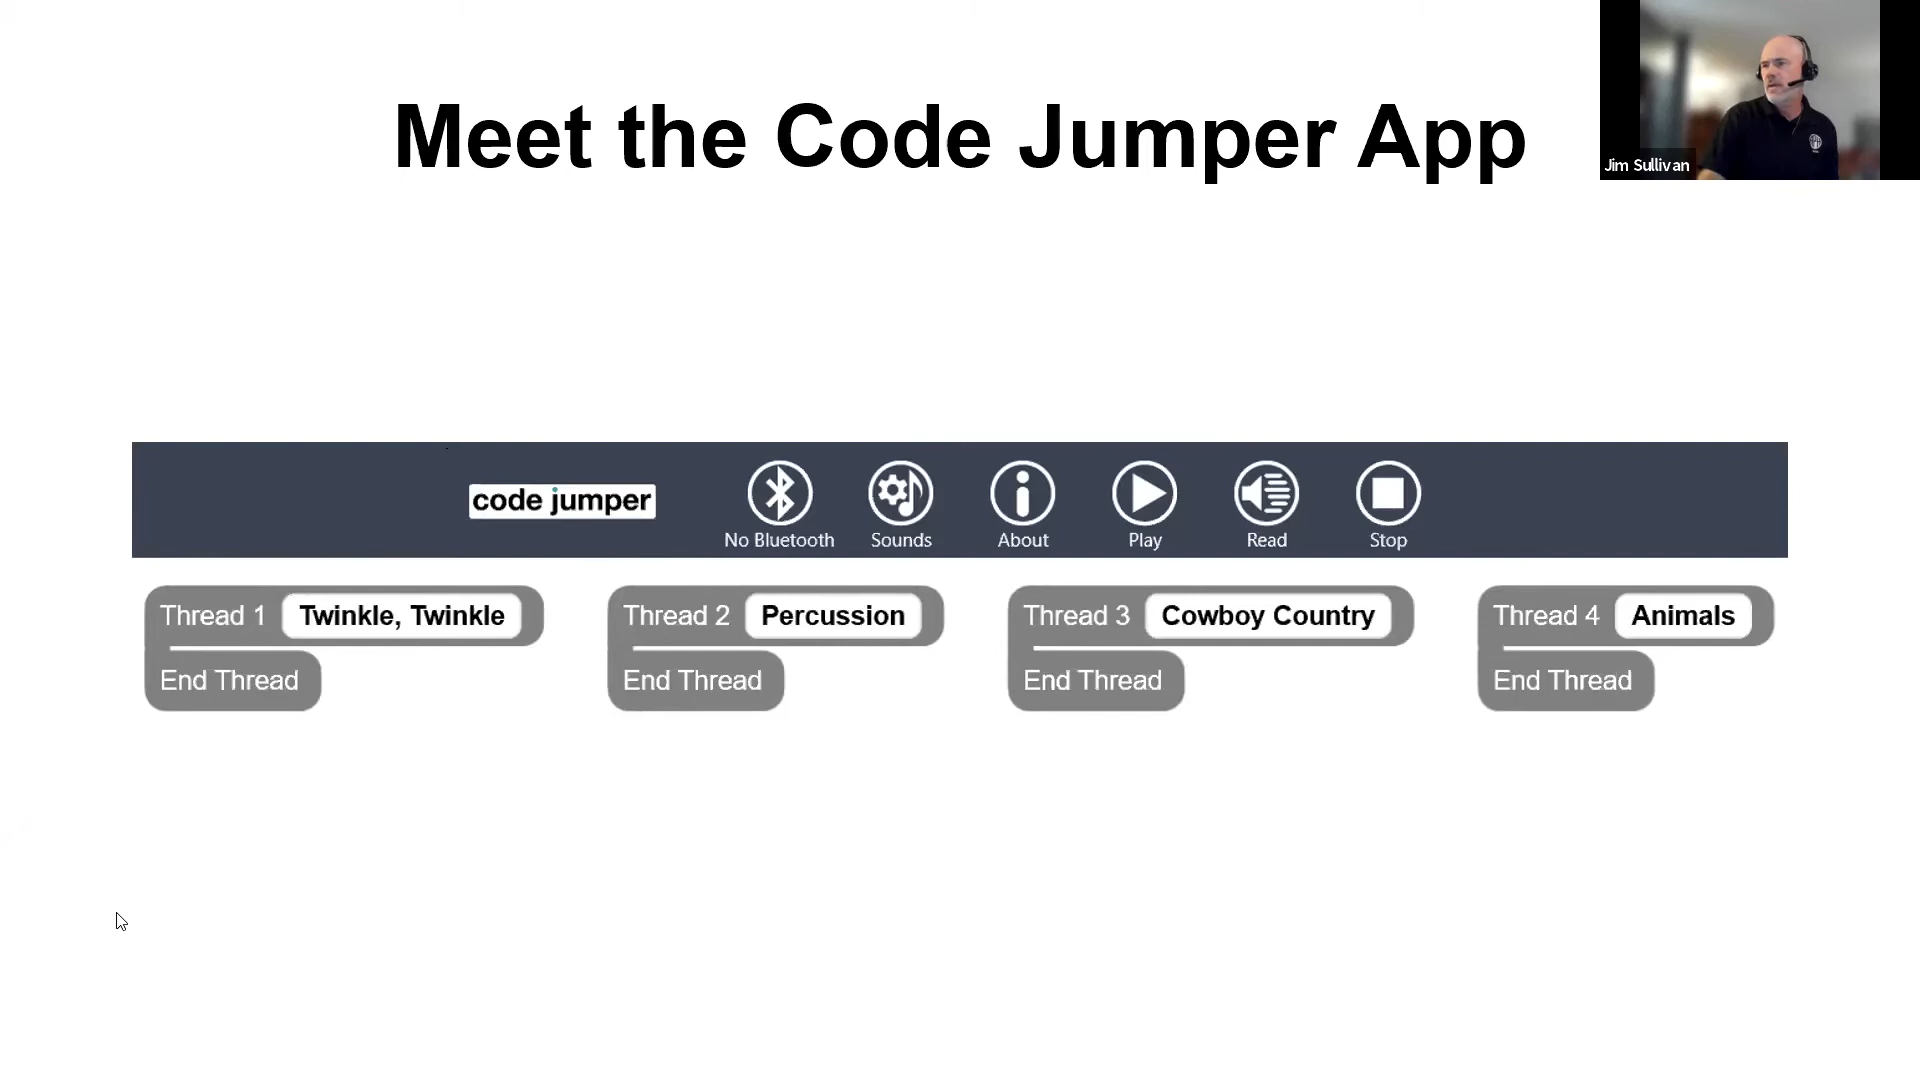 Meet the Code Jumper App
Jim Sullivan
code jumper
No Bluetooth Sounds About Play Read Stop
Thread 1 Twinkle, Twinkle Thread 2 Percussion Thread 3 Cowboy Country Thread 4 Animals
End Thread End Thread End Thread End Thread